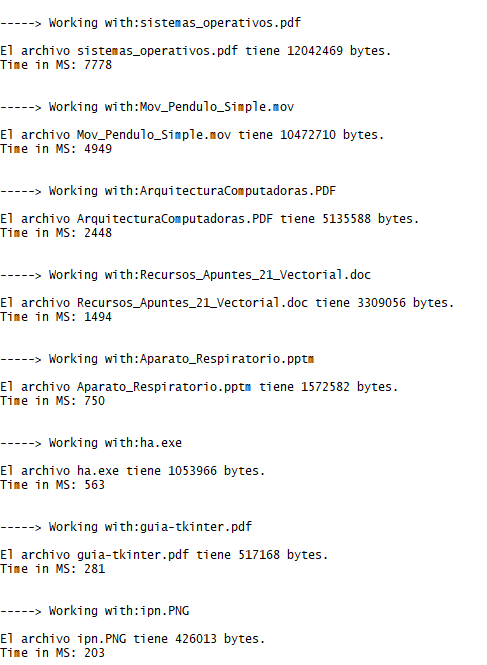 -----> Working with:sistemas_operativos.pdf
El archivo sistemas_operativos.pdf tiene 12042469 bytes.
Time in MS: 7778
-----> Working with:Mov_Pendulo_Simple.mov
El archivo Mov_Pendulo_Simple.mov tiene 10472710 bytes.
Time in MS: 4949
-----> Working with:ArquitecturaComputadoras.PDF
El archivo ArquitecturaComputadoras.PDF tiene 5135588 bytes.
Time in MS: 2448
-----> Working with:Recursos_Apuntes_21_Vectorial.doc
El archivo Recursos_Apuntes_21_Vectorial.doc tiene 3309056 bytes.
Time in MS: 1494
-----> Working with:Aparato_Respiratorio.pptm
El archivo Aparato_Respiratorio.pptm tiene 1572582 bytes.
Time in MS: 750
-----> Working with:ha.exe
El archivo ha.exe tiene 1053966 bytes.
Time in MS: 563
-----> Working with:guia-tkinter.pdf
El archivo guia-tkinter.pdf tiene 517168 bytes.
Time in MS: 281
-----> Working with:ipn.PNG
El archivo ipn.PNG tiene 426013 bytes.
Time in MS: 203